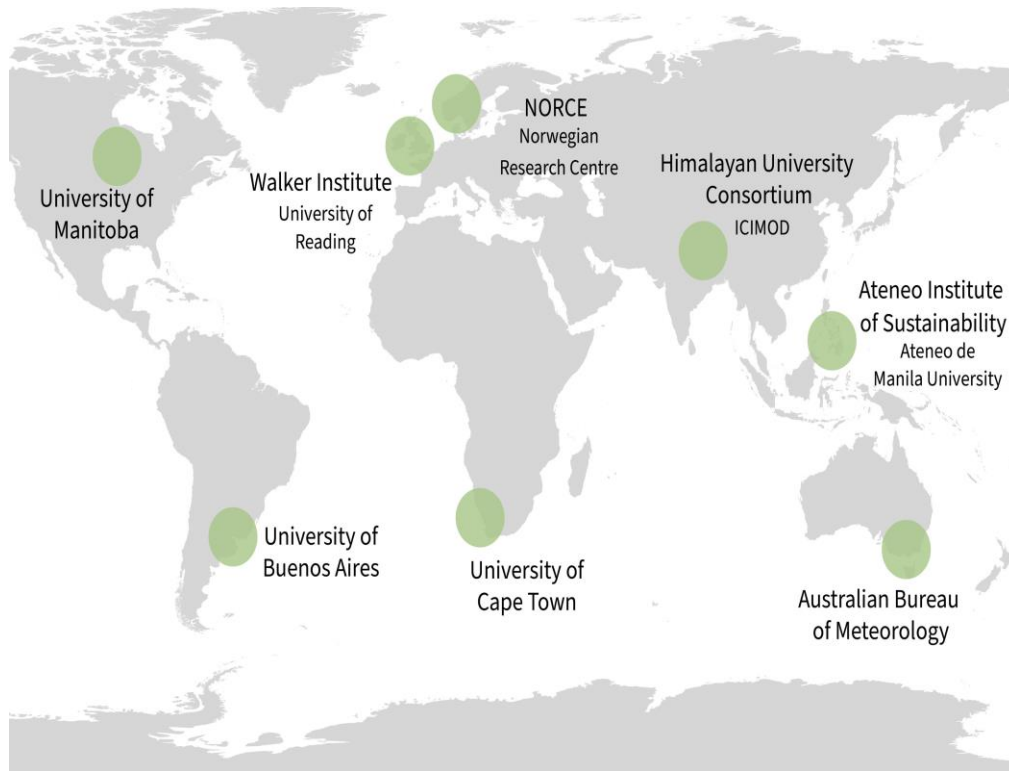 NORCE
Norwegian
Research Centre
Walker Institute
University of
Reading
University of
Manitoba
Himalayan University
Consortium
ICIMOD
Ateneo Institute
of Sustainability
Ateneo de
Manila University
University of
Buenos Aires
University of
Cape Town
Australian Bureau
of Meteorology